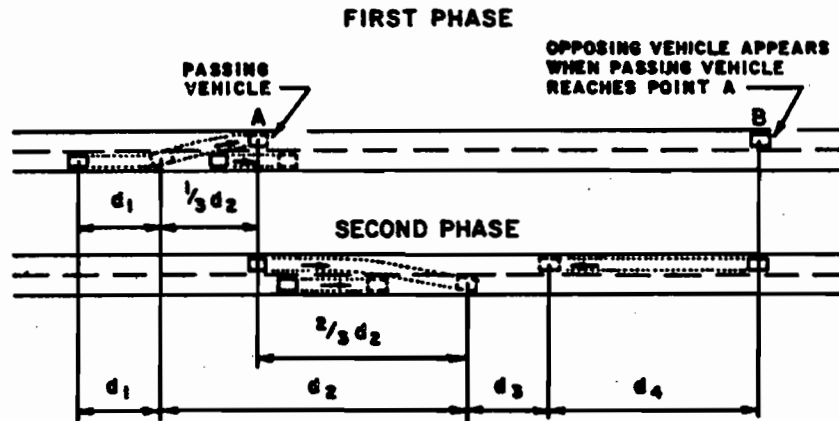 FIRST PHASE
PASSING
VEHICLE
OPPOSING VEHICLE APPEARS
WHEN PASSING VEHICLE
REACHES POINT A
A
B
d₁
1/3 d₂
SECOND PHASE
2/3 d₂
d₁
d₂
d₃
d₄